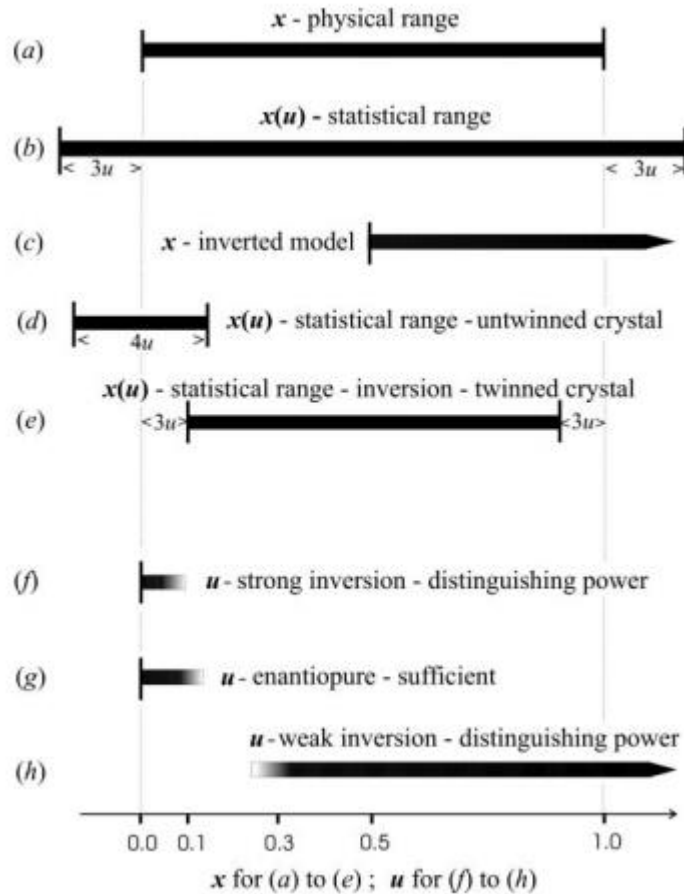 x - physical range
(a)
x(u) - statistical range
(b)
< 3u > < 3u >
(c) x - inverted model
(d) x(u) - statistical range - untwinned crystal
< 4u >
x(u) - statistical range - inversion - twinned crystal
(e) <3u> <3u>
(f) u - strong inversion - distinguishing power
(g) u - enantiopure - sufficient
u - weak inversion - distinguishing power
(h)
0.0 0.1 0.3 0.5 1.0
x for (a) to (e) ; u for (f) to (h)